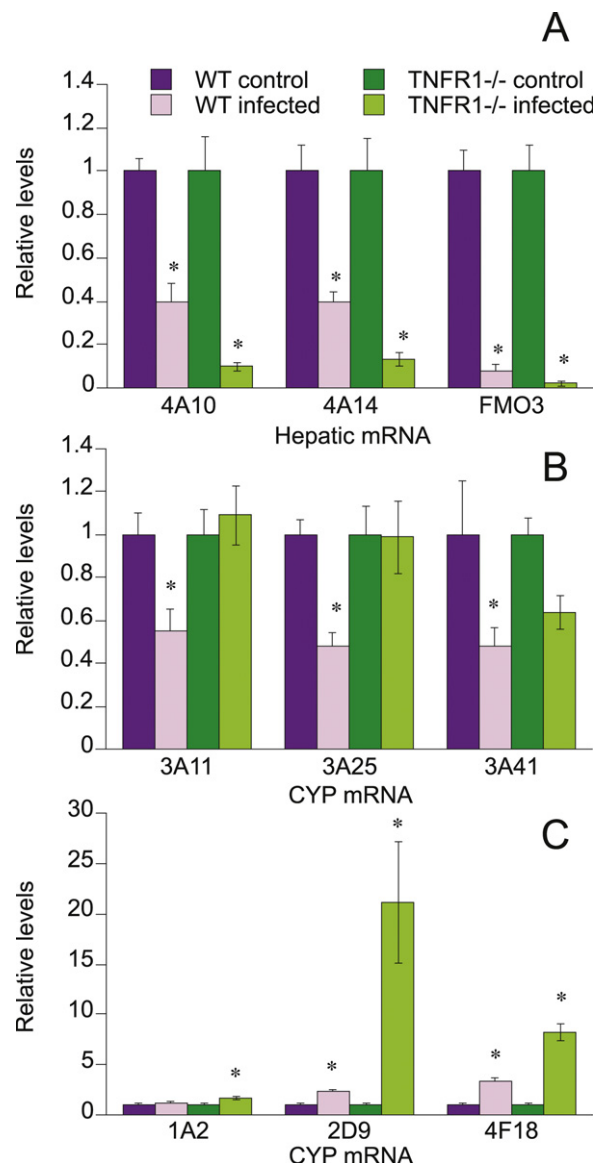 A
WT control TNFR1-/- control
WT infected TNFR1-/- infected
1.4
1.2
1
0.8
0.6
0.4
0.2
0
Relative levels
* * * * * *
4A10 4A14 FMO3
Hepatic mRNA
B
1.4
1.2
1
0.8
0.6
0.4
0.2
0
Relative levels
* * *
3A11 3A25 3A41
CYP mRNA
C
30
25
20
15
10
5
0
Relative levels
* * * * *
1A2 2D9 4F18
CYP mRNA